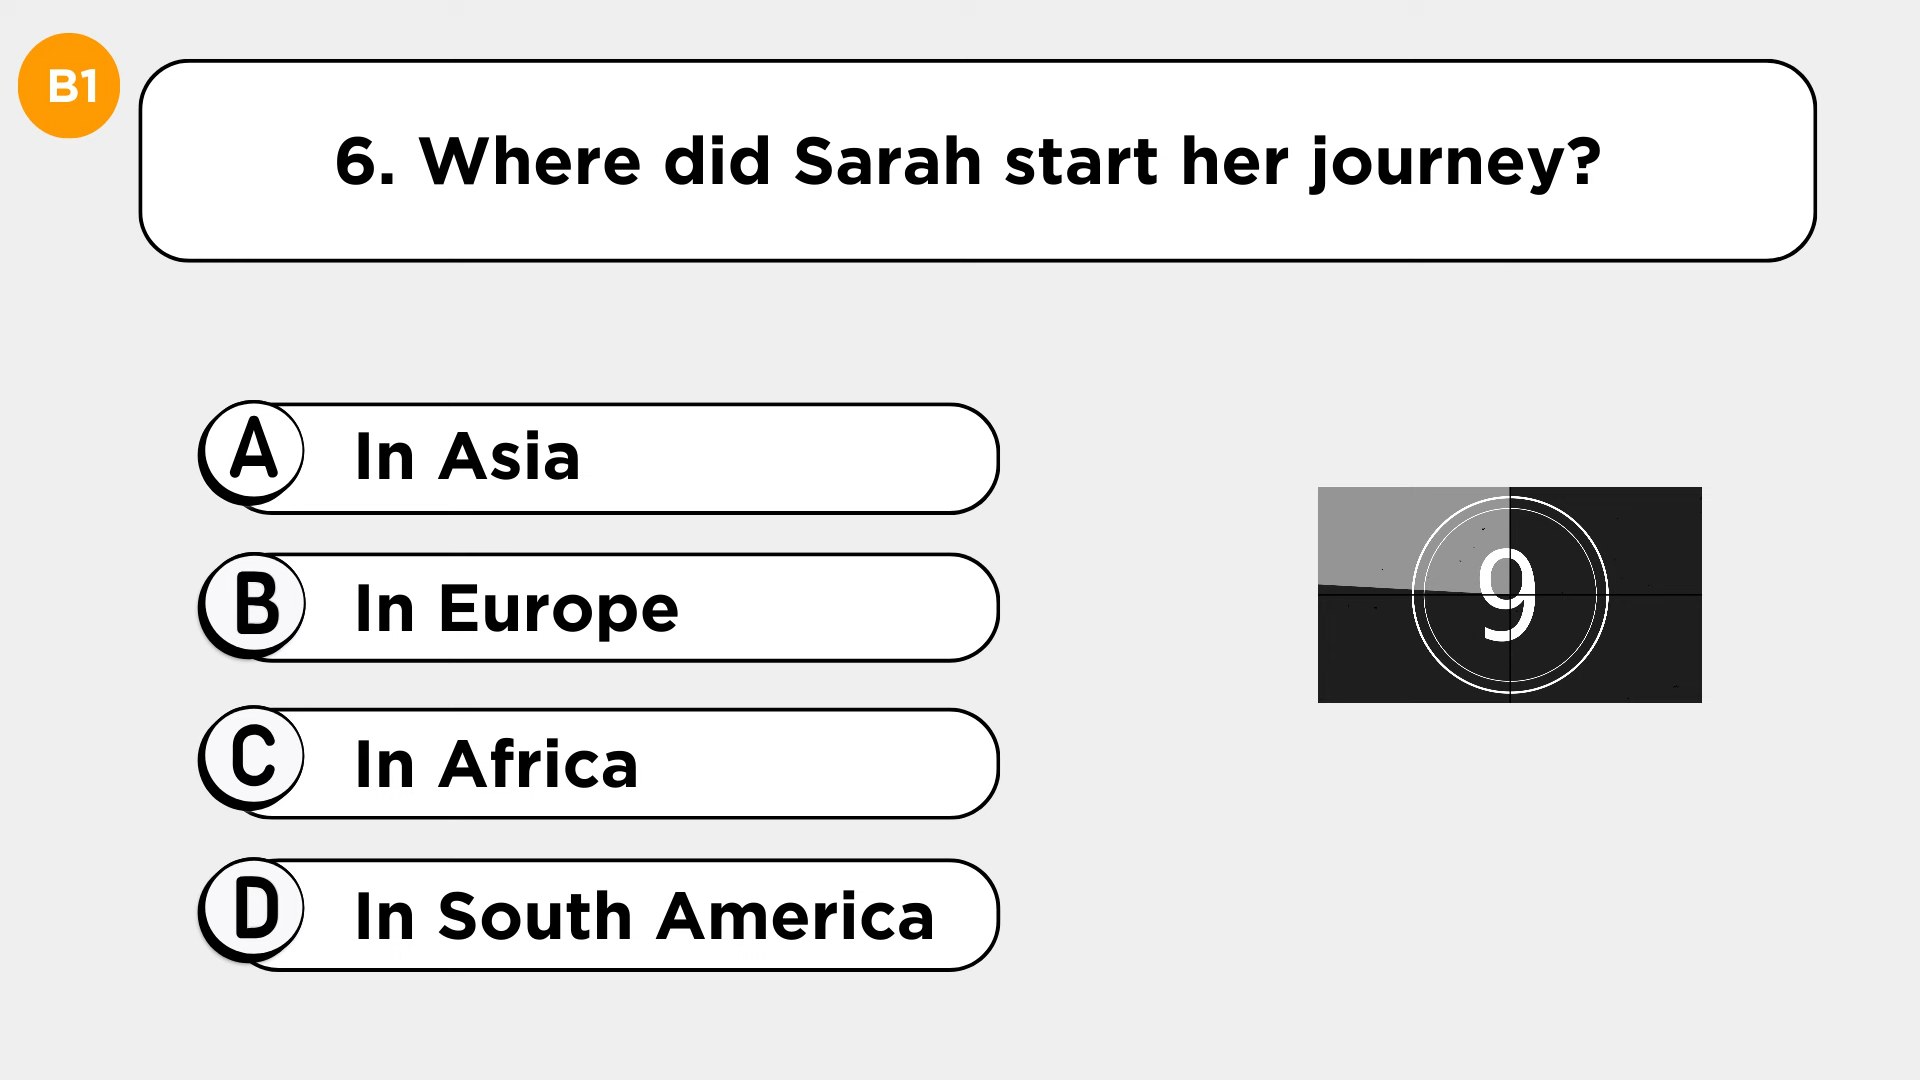 B1
6. Where did Sarah start her journey?
A In Asia
B In Europe
9
C In Africa
D In South America